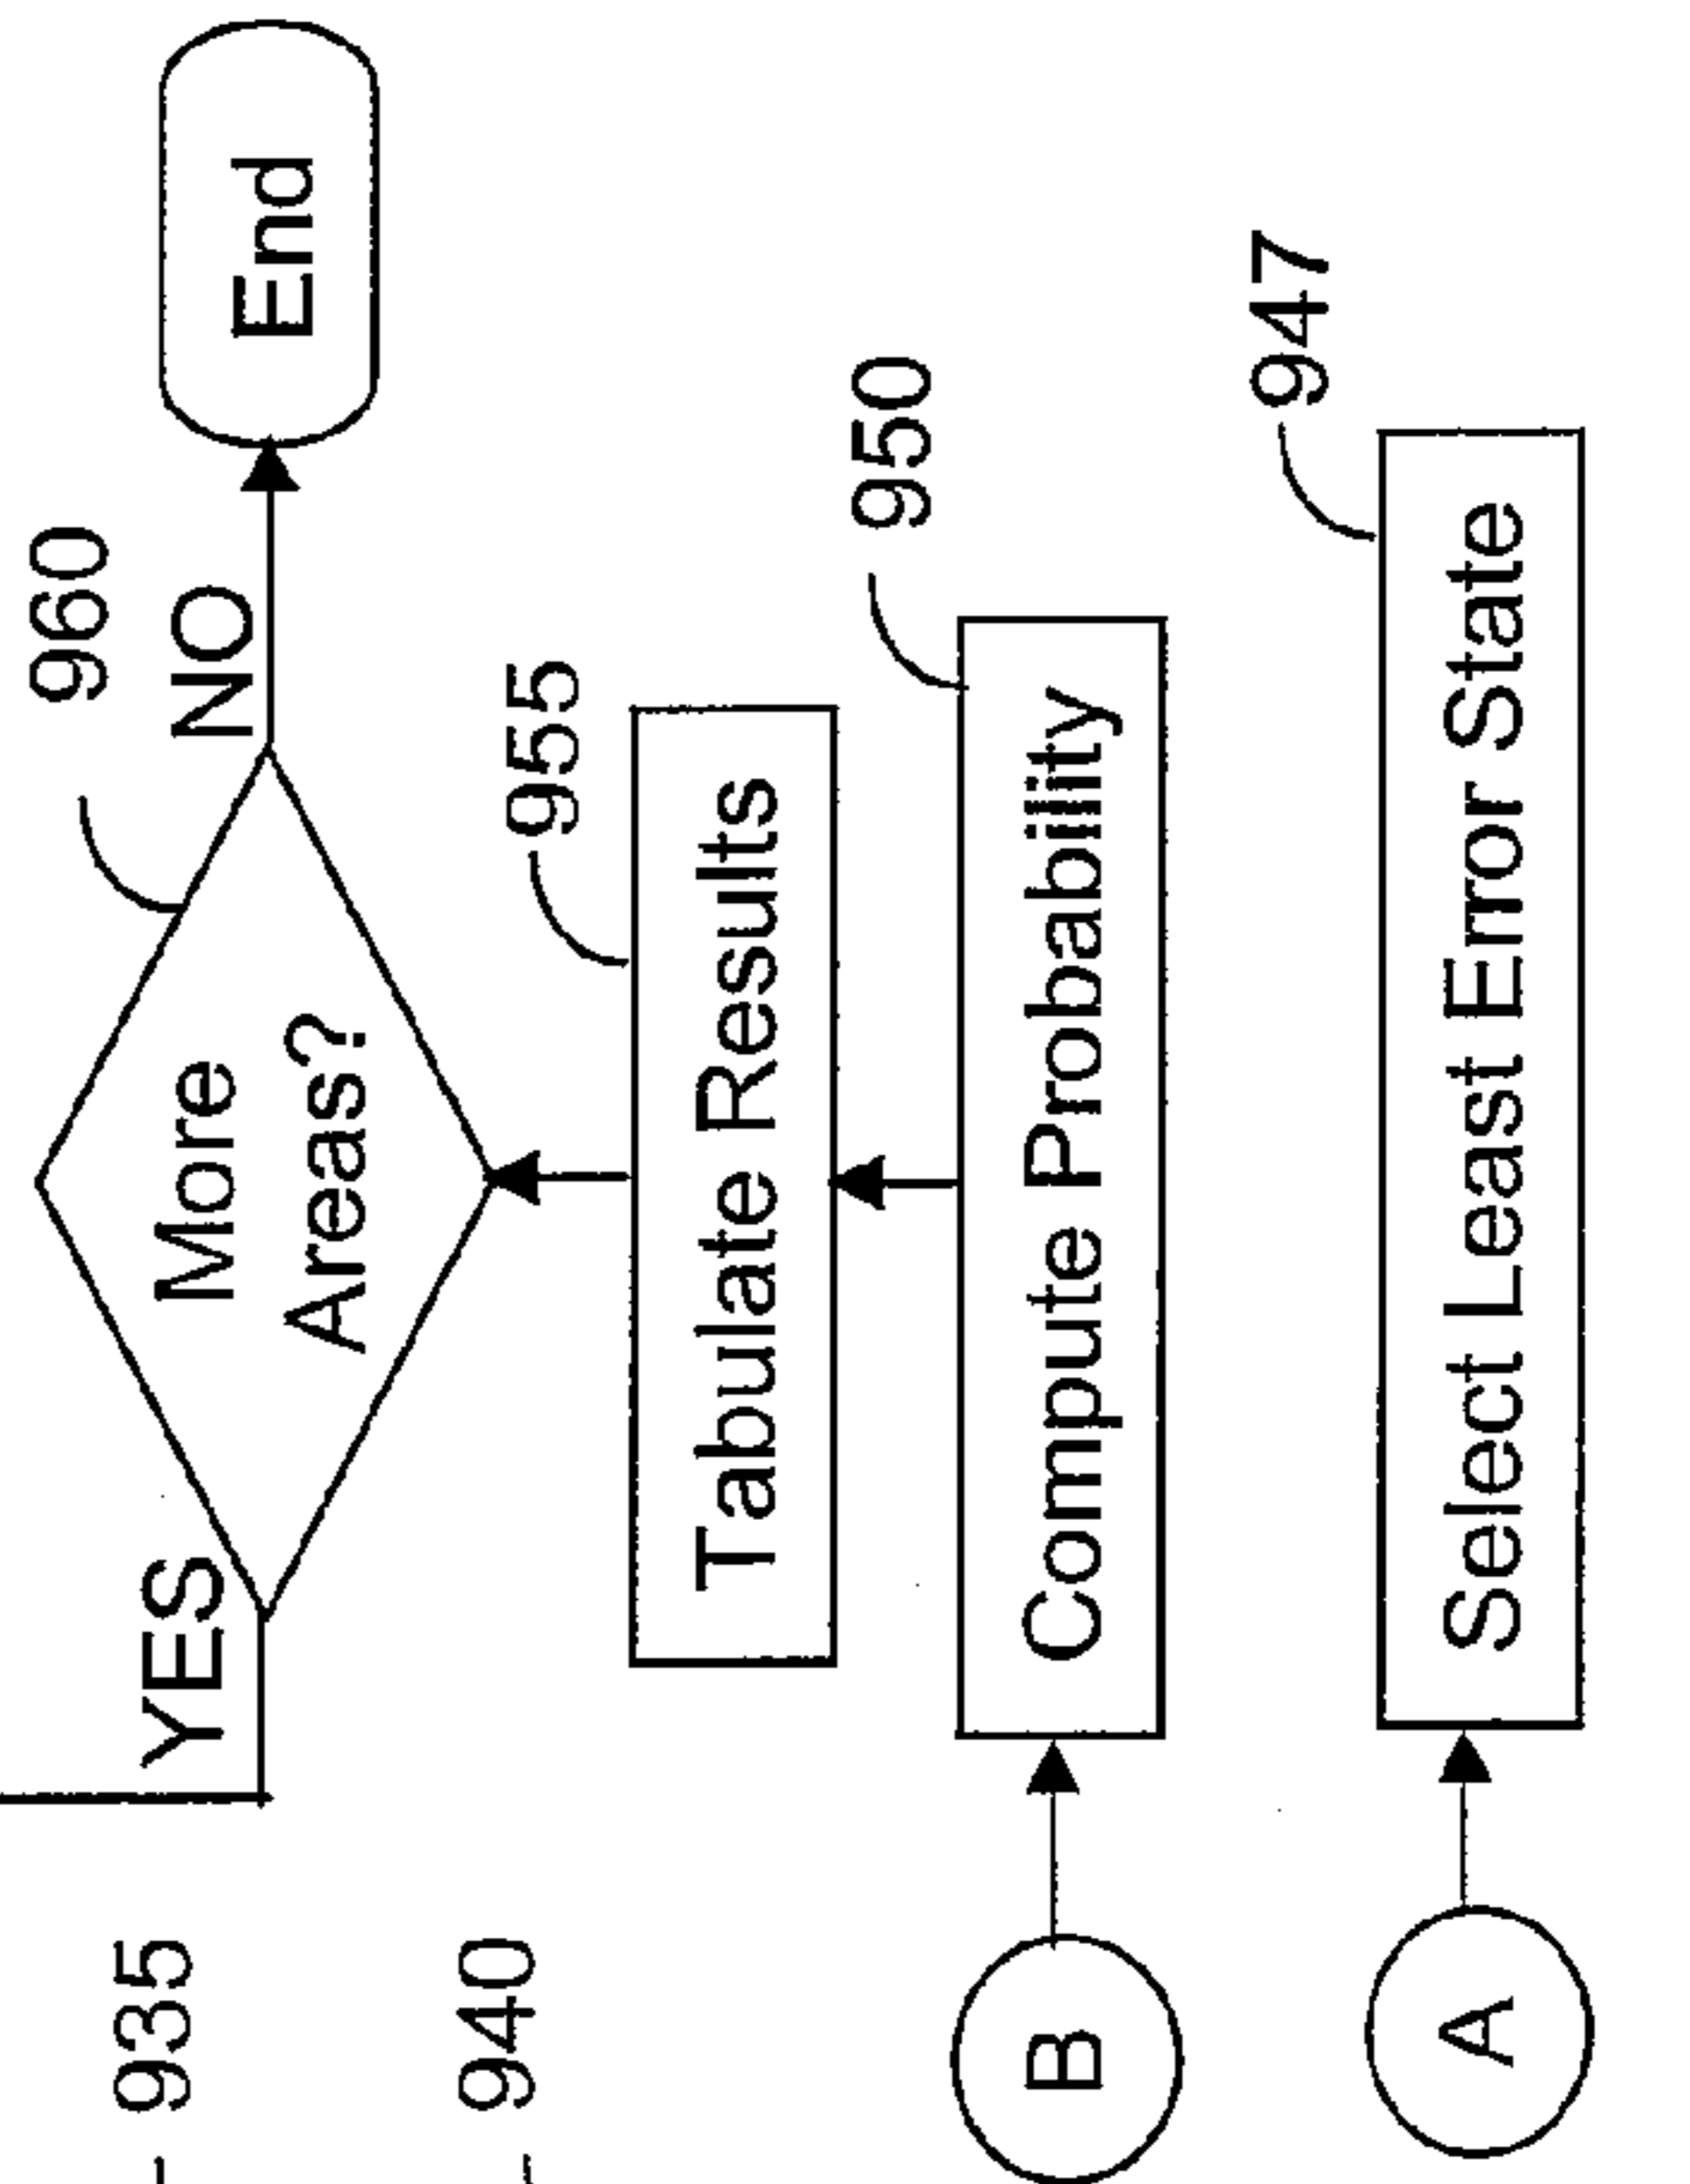 960
YES
More
Areas?
NO
End
935
955
Tabulate Results
940
950
B
Compute Probability
947
A
Select Least Error State